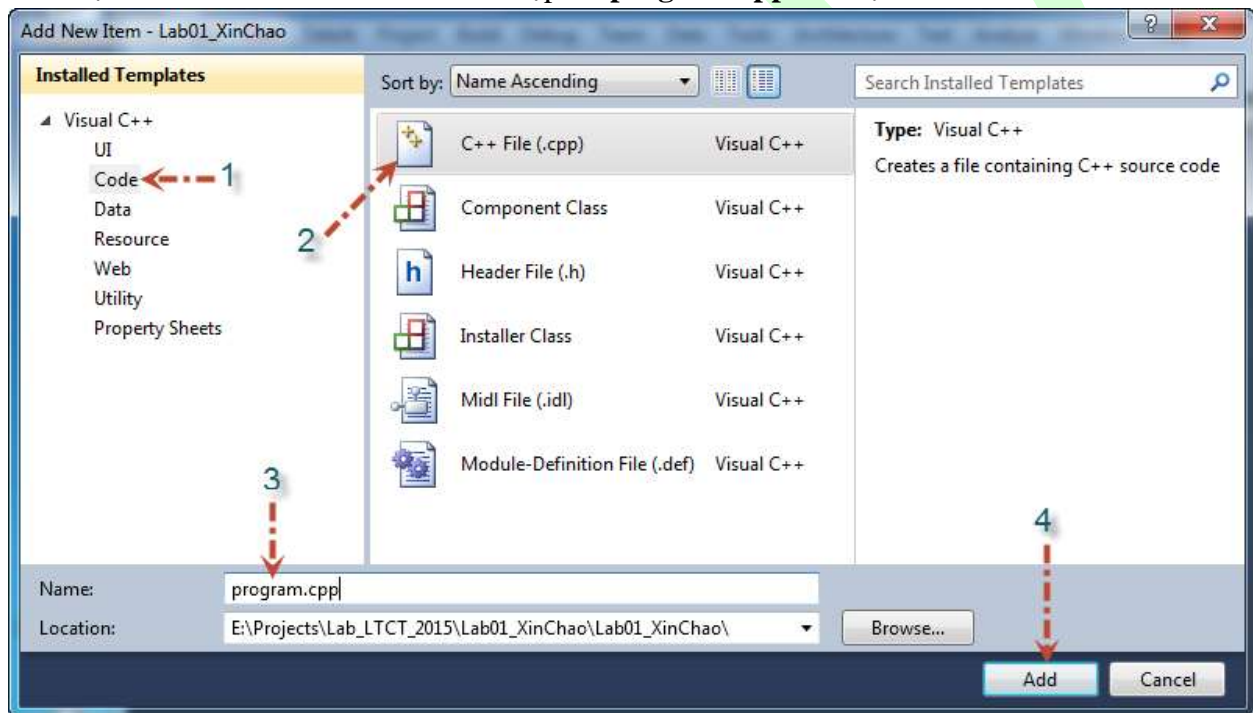 Add New Item - Lab01_XinChao
Installed Templates
Visual C++
UI
Code
1
Data
Resource
Web
Utility
Property Sheets
Sort by: Name Ascending
C++ File (.cpp) Visual C++
2
Component Class Visual C++
Header File (.h) Visual C++
Installer Class Visual C++
Midl File (.idl) Visual C++
Module-Definition File (.def) Visual C++
Search Installed Templates
Type: Visual C++
Creates a file containing C++ source code
3
4
Name: program.cpp
Location: E:\Projects\Lab_LTCT_2015\Lab01_XinChao\Lab01_XinChao\ Browse...
Add Cancel